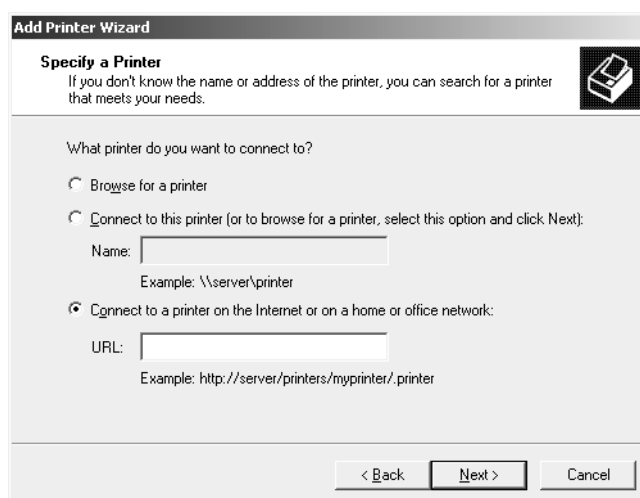 Add Printer Wizard
Specify a Printer
If you don't know the name or address of the printer, you can search for a printer
that meets your needs.
What printer do you want to connect to?
Browse for a printer
Connect to this printer (or to browse for a printer, select this option and click Next):
Name:
Example: \\server\printer
Connect to a printer on the Internet or on a home or office network:
URL:
Example: http://server/printers/myprinter/.printer
< Back Next > Cancel